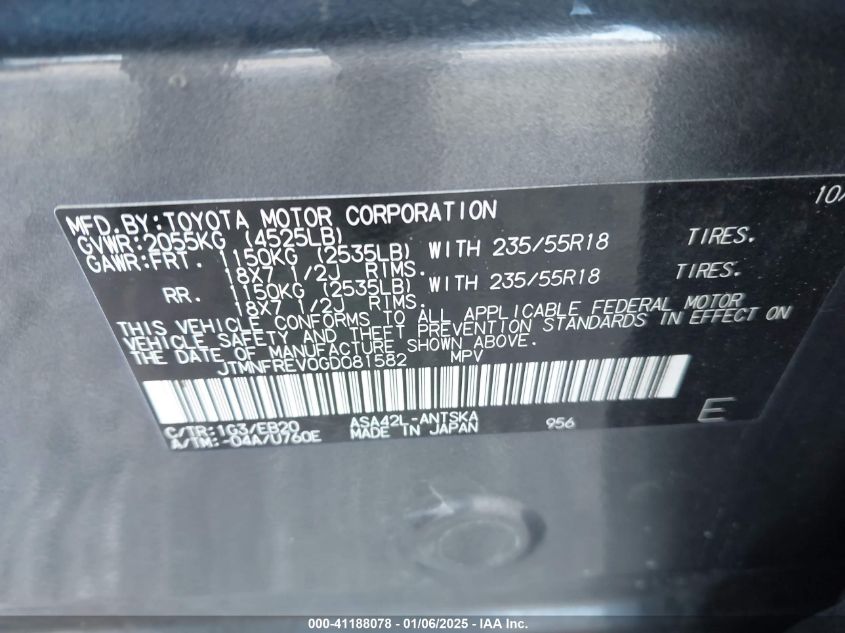 10/
MFD.BY:TOYOTA MOTOR CORPORATION
GVWR:2055KG (4525LB)
GAWR:FRT. 1150KG (2535LB) WITH 235/55R18 TIRES.
18X7 1/2J RIMS.
RR. 1150KG (2535LB) WITH 235/55R18 TIRES.
18X7 1/2J RIMS.
THIS VEHICLE CONFORMS TO ALL APPLICABLE FEDERAL MOTOR
VEHICLE SAFETY AND THEFT PREVENTION STANDARDS IN EFFECT ON
THE DATE OF MANUFACTURE SHOWN ABOVE.
JTMNFREV0GD081582 MPV
C/TR:1G3/EB20 ASA42L-ANTSKA 956 E
A/TM:-04A/U760E MADE IN JAPAN
000-41188078 - 01/06/2025 - IAA Inc.